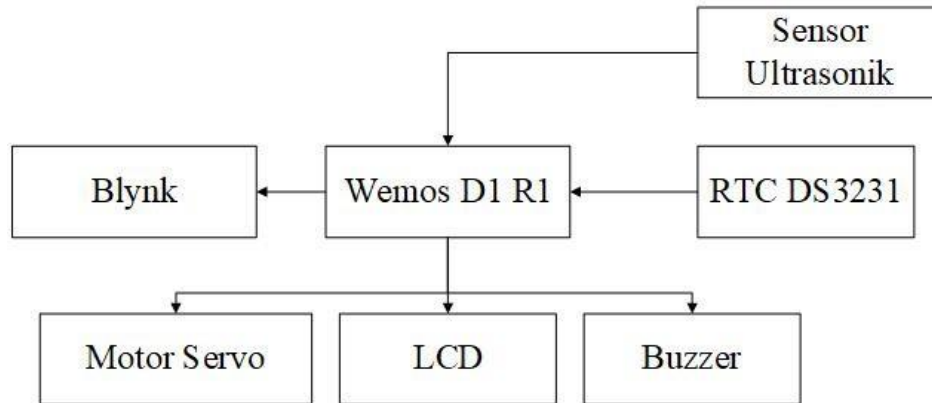 Sensor
Ultrasonik
Blynk
Wemos D1 R1
RTC DS3231
Motor Servo
LCD
Buzzer